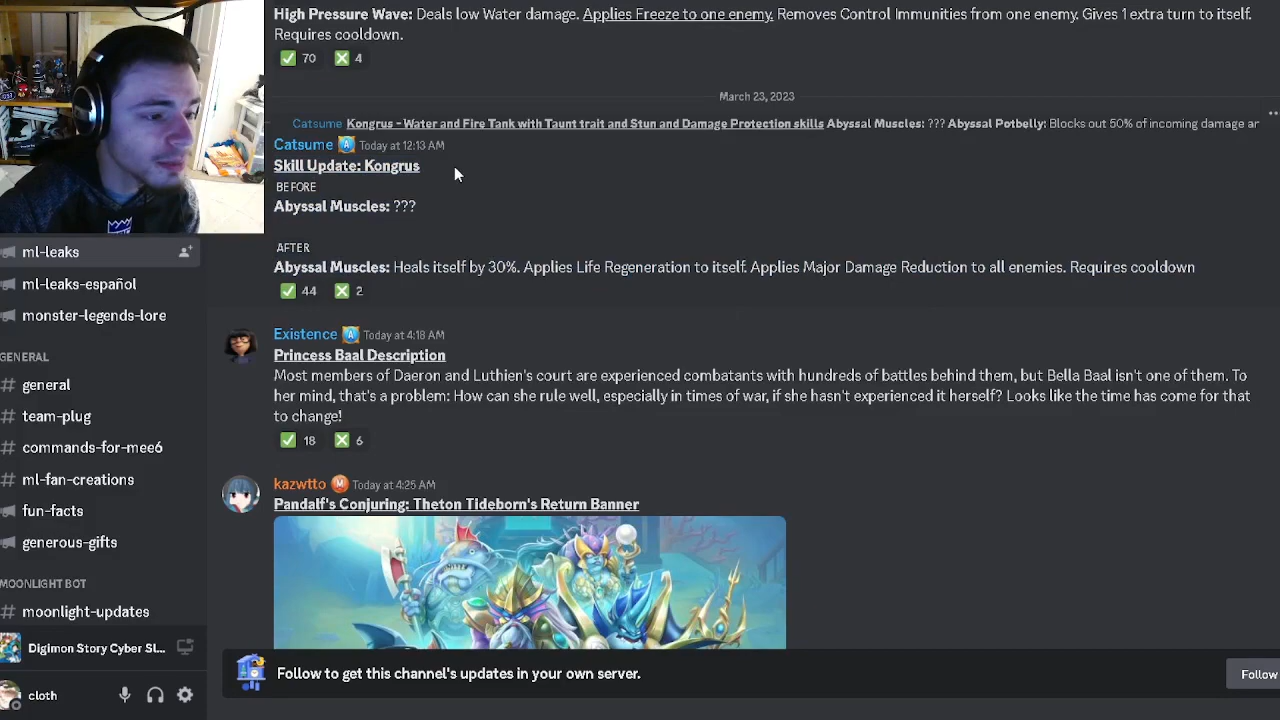 High Pressure Wave: Deals low Water damage. Applies Freeze to one enemy. Removes Control Immunities from one enemy. Gives 1 extra turn to itself.
Requires cooldown.
70 4
March 23, 2023
Catsume Kongrus - Water and Fire Tank with Taunt trait and Stun and Damage Protection skills Abyssal Muscles: ??? Abyssal Potbelly: Blocks out 50% of incoming damage ar
Catsume Today at 12:13 AM
Skill Update: Kongrus
BEFORE
Abyssal Muscles: ???
AFTER
Abyssal Muscles: Heals itself by 30%. Applies Life Regeneration to itself. Applies Major Damage Reduction to all enemies. Requires cooldown
44 2
Existence Today at 4:18 AM
Princess Baal Description
Most members of Daeron and Luthien's court are experienced combatants with hundreds of battles behind them, but Bella Baal isn't one of them. To
her mind, that's a problem: How can she rule well, especially in times of war, if she hasn't experienced it herself? Looks like the time has come for that
to change!
18 6
kazwtto M Today at 4:25 AM
Pandalf's Conjuring: Theton Tideborn's Return Banner
Follow to get this channel's updates in your own server.
Follow
ml-leaks
ml-leaks-español
monster-legends-lore
GENERAL
# general
# team-plug
# commands-for-mee6
# ml-fan-creations
fun-facts
generous-gifts
MOONLIGHT BOT
# moonlight-updates
Digimon Story Cyber Sl...
cloth